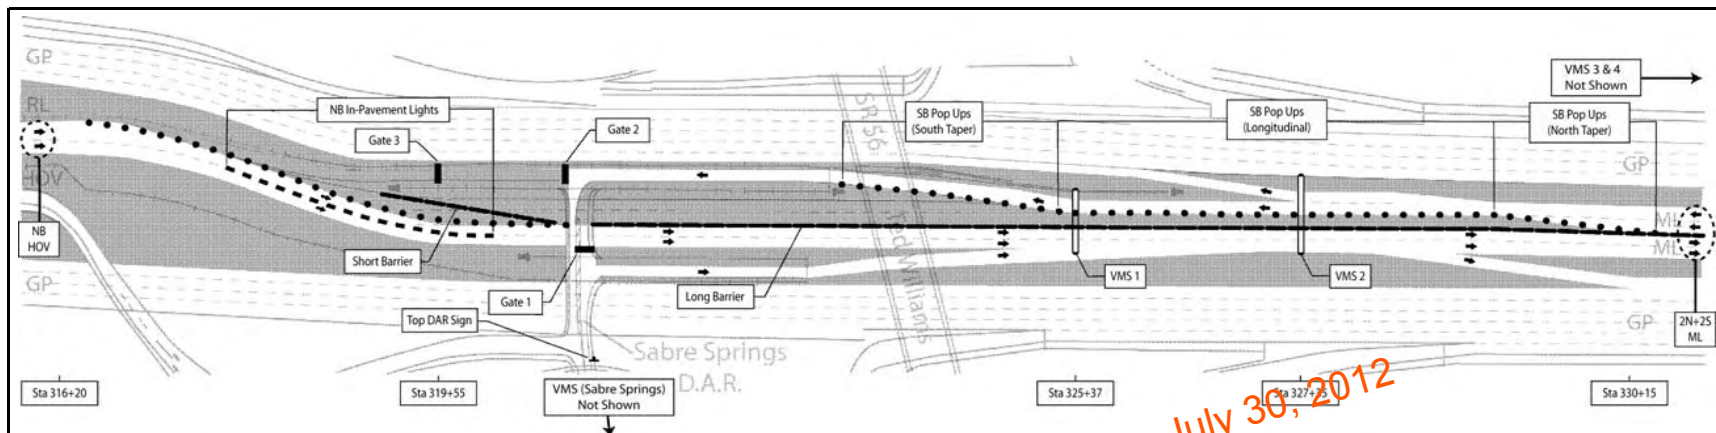 GP
RL
HOV
GP
NB
HOV
NB In-Pavement Lights
Gate 3
Gate 2
Short Barrier
Gate 1
Top DAR Sign
Sabre Springs
D.A.R.
VMS (Sabre Springs)
Not Shown
Long Barrier
SR 56
Ted Williams
SB Pop Ups
(South Taper)
SB Pop Ups
(Longitudinal)
SB Pop Ups
(North Taper)
VMS 3 & 4
Not Shown
VMS 1
VMS 2
GP
ML
ML
GP
2N+2S
ML
Sta 316+20
Sta 319+55
Sta 325+37
Sta 330+15
July 30, 2012